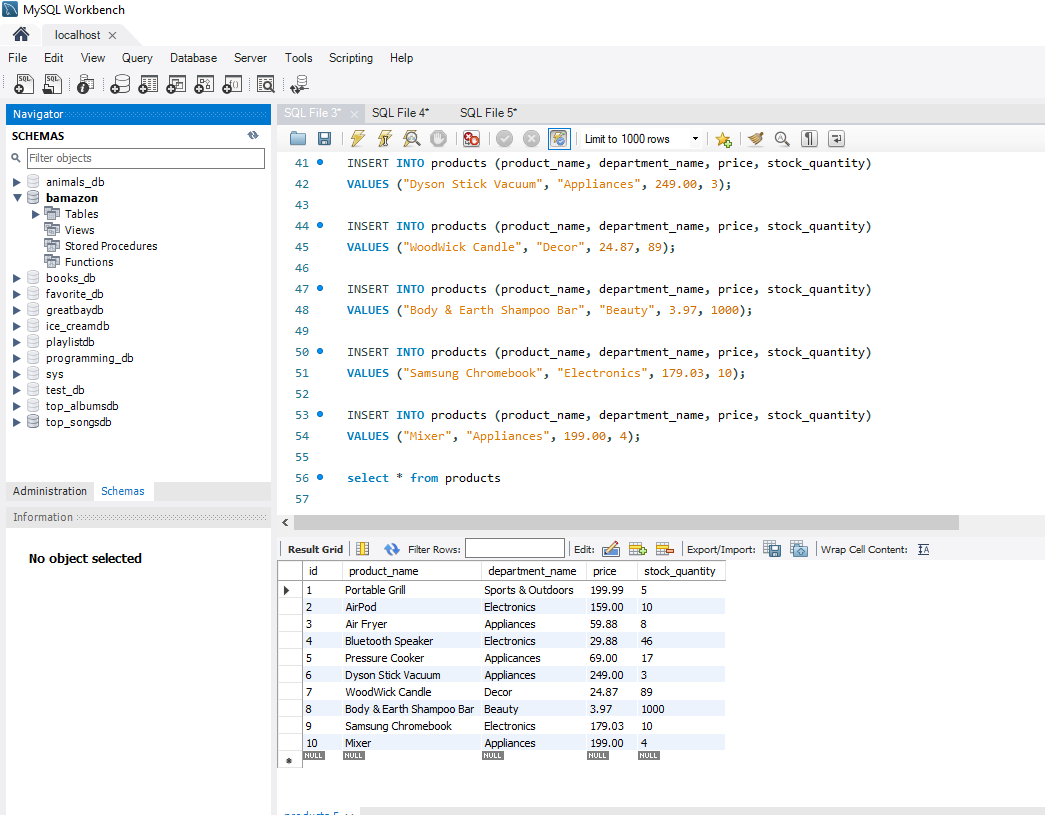 MySQL Workbench
localhost ×
File Edit View Query Database Server Tools Scripting Help
Navigator
SCHEMAS
Filter objects
animals_db
bamazon
Tables
Views
Stored Procedures
Functions
books_db
favorite_db
greatbaydb
ice_creamdb
playlistdb
programming_db
sys
test_db
top_albumsdb
top_songsdb
Administration Schemas
Information
No object selected
SQL File 3* × SQL File 4* SQL File 5*
Limit to 1000 rows
41 INSERT INTO products (product_name, department_name, price, stock_quantity)
42 VALUES ("Dyson Stick Vacuum", "Appliances", 249.00, 3);
43
44 INSERT INTO products (product_name, department_name, price, stock_quantity)
45 VALUES ("WoodWick Candle", "Decor", 24.87, 89);
46
47 INSERT INTO products (product_name, department_name, price, stock_quantity)
48 VALUES ("Body & Earth Shampoo Bar", "Beauty", 3.97, 1000);
49
50 INSERT INTO products (product_name, department_name, price, stock_quantity)
51 VALUES ("Samsung Chromebook", "Electronics", 179.03, 10);
52
53 INSERT INTO products (product_name, department_name, price, stock_quantity)
54 VALUES ("Mixer", "Appliances", 199.00, 4);
55
56 select * from products
57
Result Grid Filter Rows: Edit: Export/Import: Wrap Cell Content:
id product_name department_name price stock_quantity
1 Portable Grill Sports & Outdoors 199.99 5
2 AirPod Electronics 159.00 10
3 Air Fryer Appliances 59.88 8
4 Bluetooth Speaker Electronics 29.88 46
5 Pressure Cooker Applicances 69.00 17
6 Dyson Stick Vacuum Appliances 249.00 3
7 WoodWick Candle Decor 24.87 89
8 Body & Earth Shampoo Bar Beauty 3.97 1000
9 Samsung Chromebook Electronics 179.03 10
10 Mixer Appliances 199.00 4
NULL NULL NULL NULL NULL